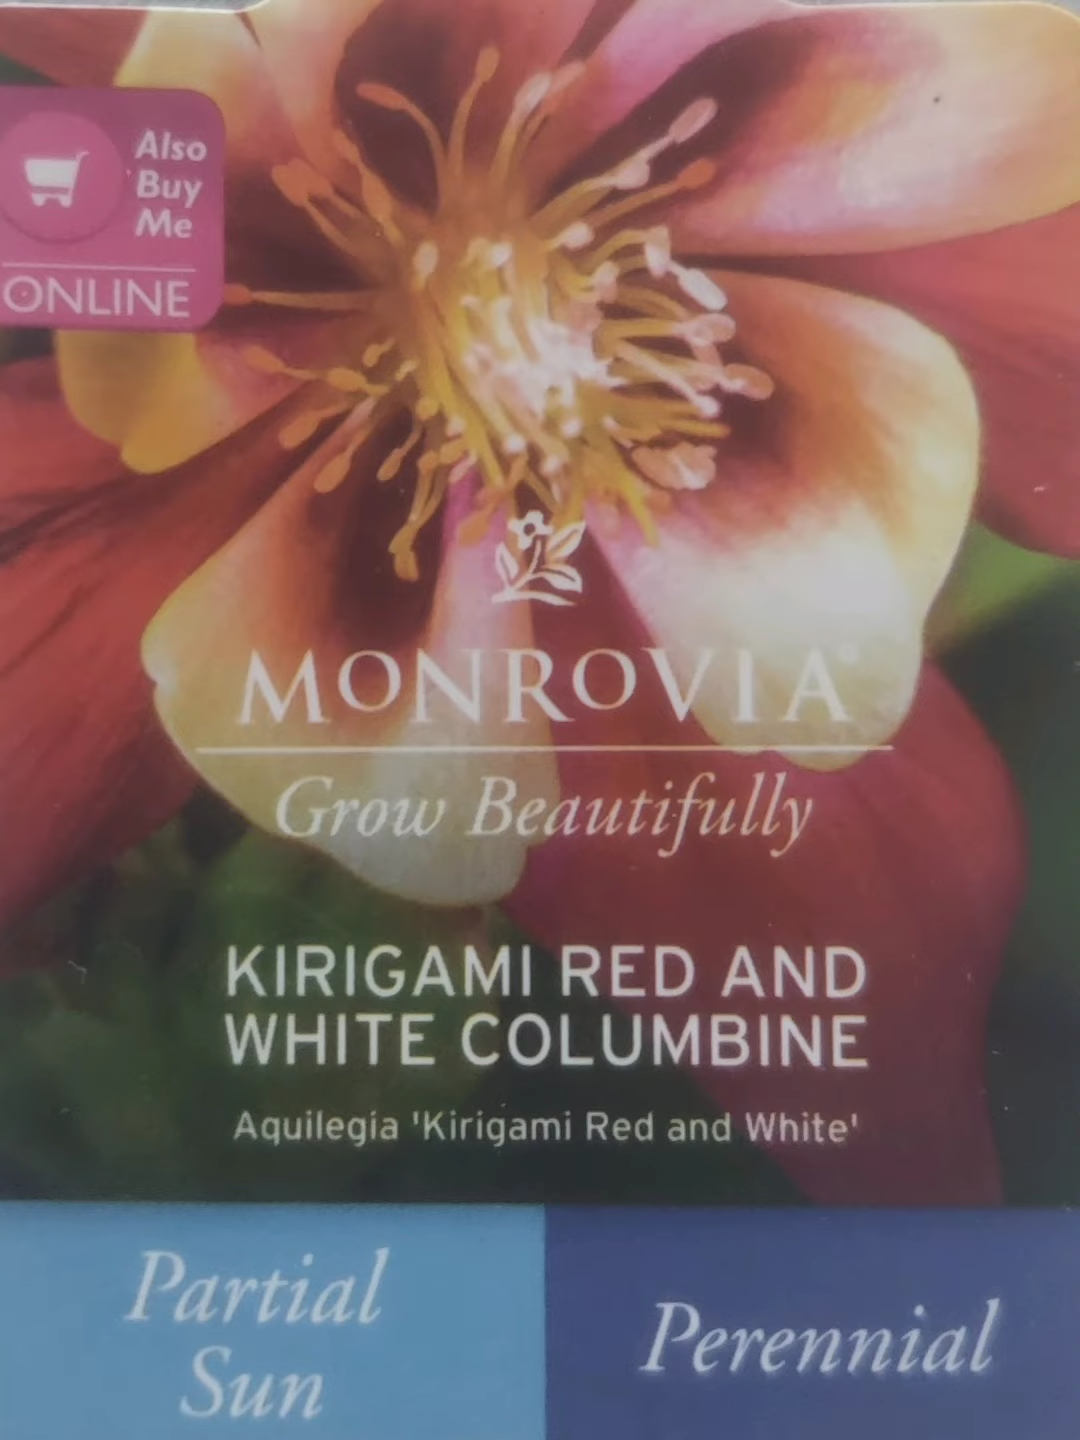 Also
Buy
Me
ONLINE
MONROVIA®
Grow Beautifully
KIRIGAMI RED AND
WHITE COLUMBINE
Aquilegia 'Kirigami Red and White'
Partial
Sun
Perennial